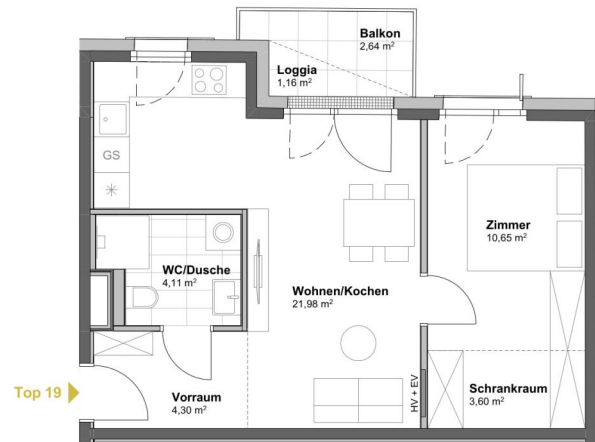 Balkon
2,64 m²
Loggia
1,16 m²
GS
Zimmer
10,65 m²
WC/Dusche
4,11 m²
Wohnen/Kochen
21,98 m²
Top 19
Vorraum
4,30 m²
HV + EV
Schrankraum
3,60 m²